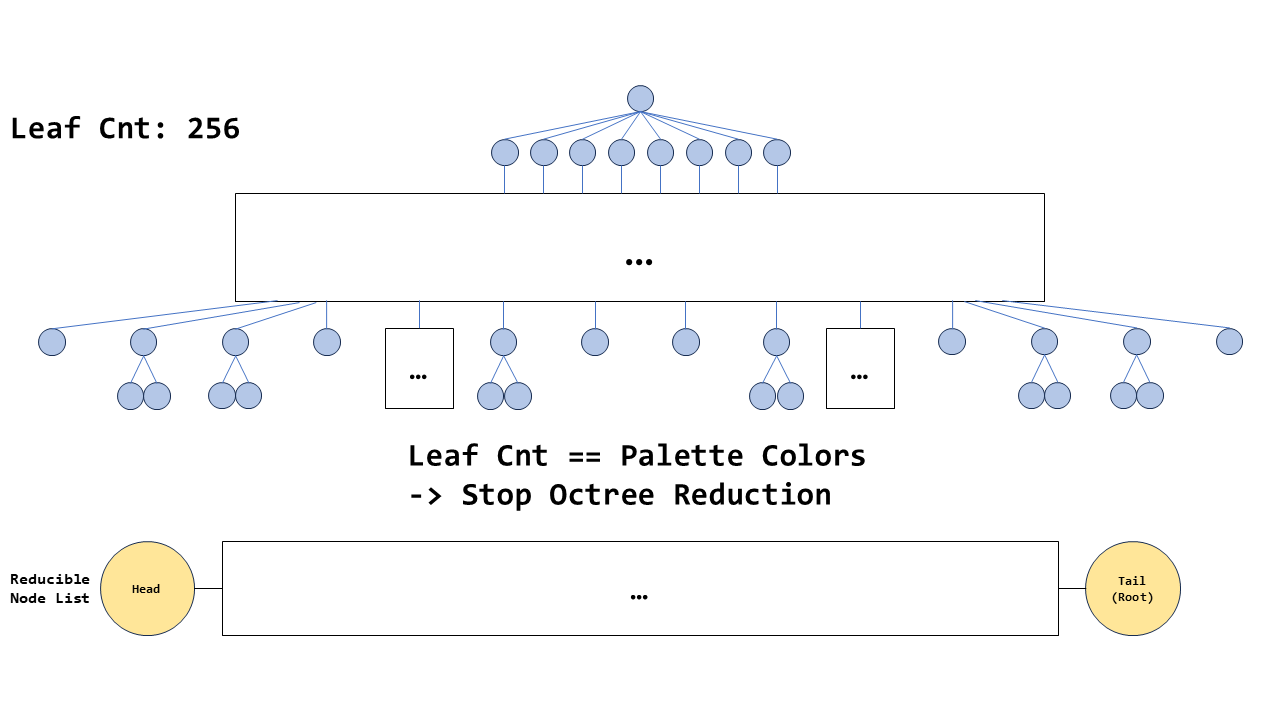 Leaf Cnt: 256
...
...
...
Leaf Cnt == Palette Colors
-> Stop Octree Reduction
Reducible
Node List
Head
...
Tail
(Root)